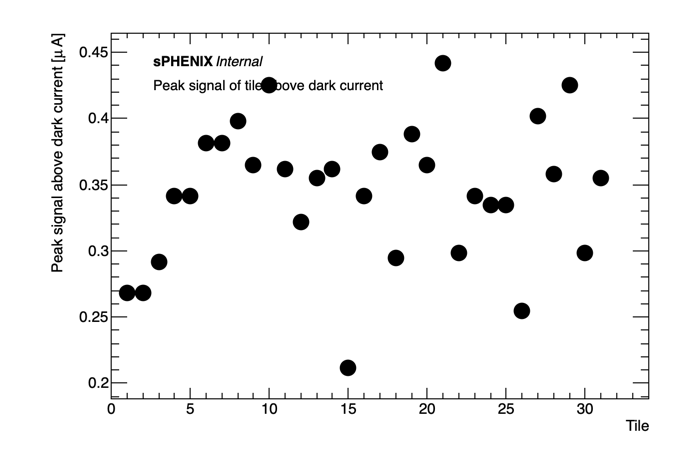 Peak signal above dark current [μA]
0.45
0.4
0.35
0.3
0.25
0.2
sPHENIX Internal
Peak signal of tile above dark current
0 5 10 15 20 25 30
Tile